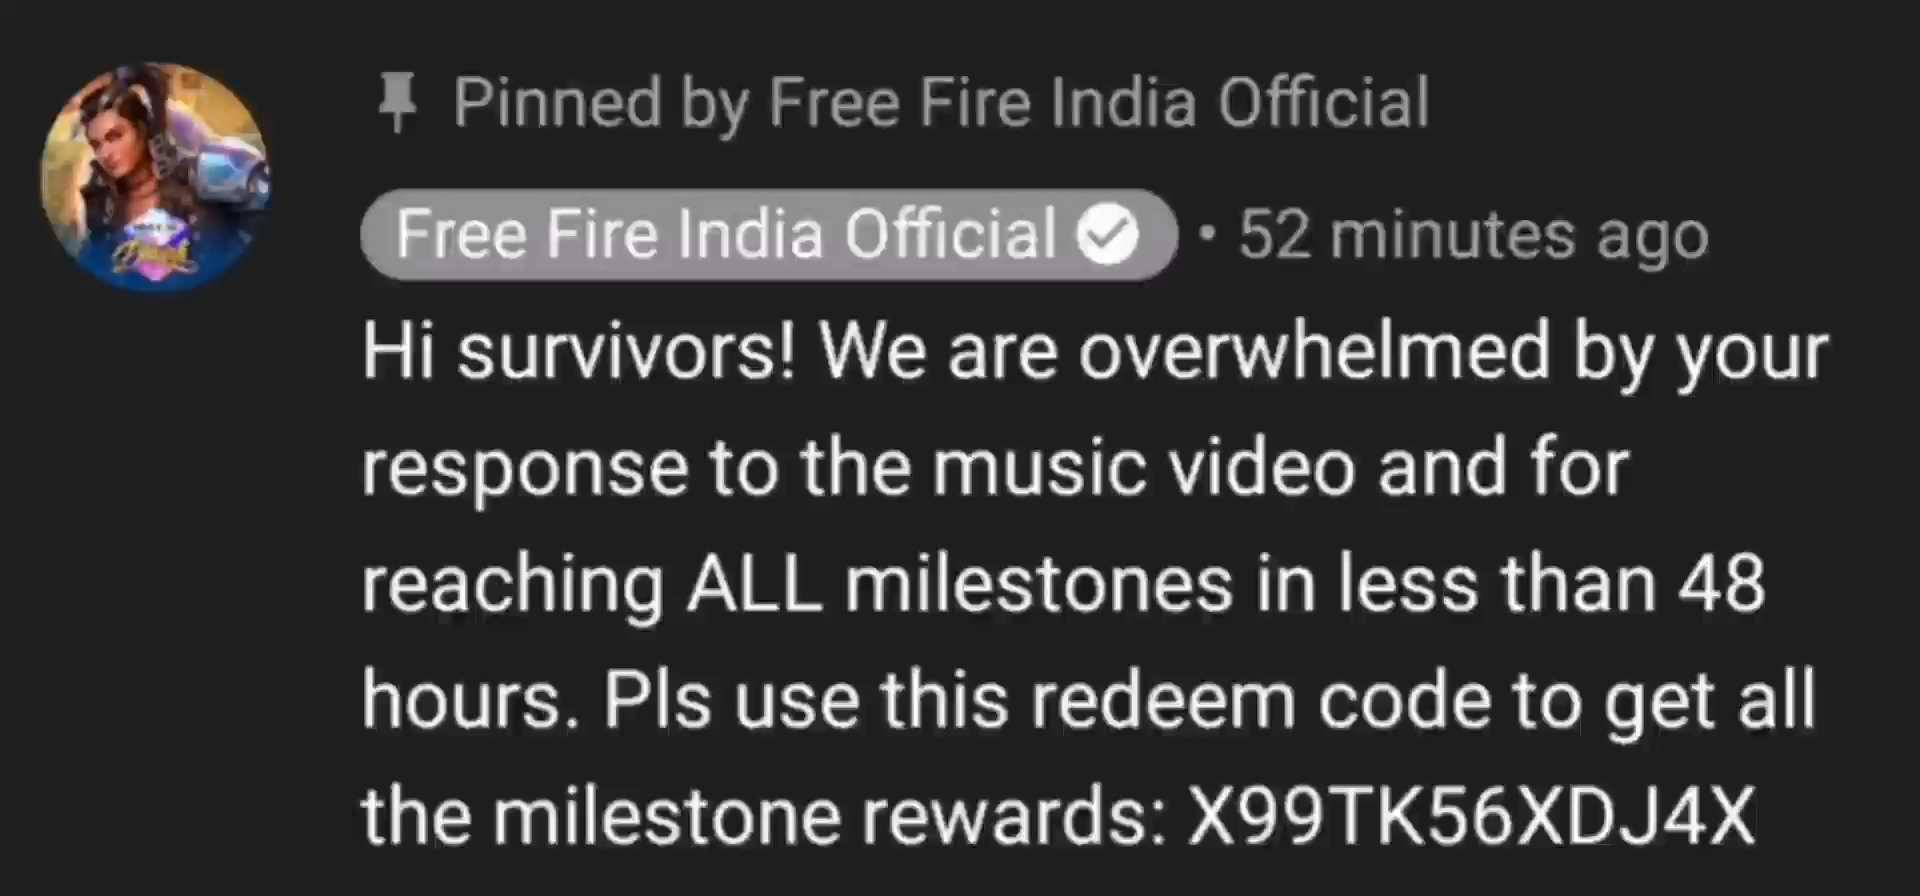 Pinned by Free Fire India Official
Free Fire India Official • 52 minutes ago
Hi survivors! We are overwhelmed by your
response to the music video and for
reaching ALL milestones in less than 48
hours. Pls use this redeem code to get all
the milestone rewards: X99TK56XDJ4X